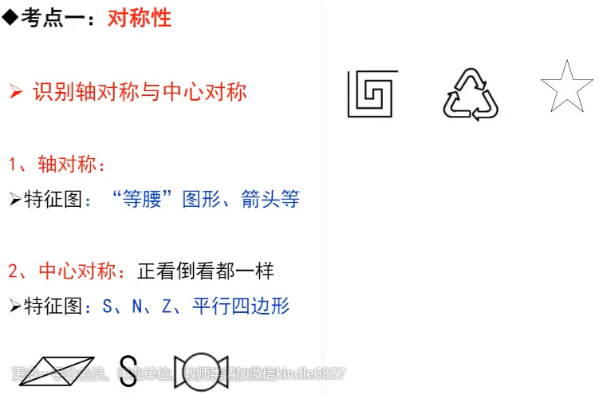 ◆考点一：对称性
➢ 识别轴对称与中心对称
1、轴对称：
➢特征图：“等腰”图形、箭头等
2、中心对称：正看倒看都一样
➢特征图：S、N、Z、平行四边形
S
微信kindle0827